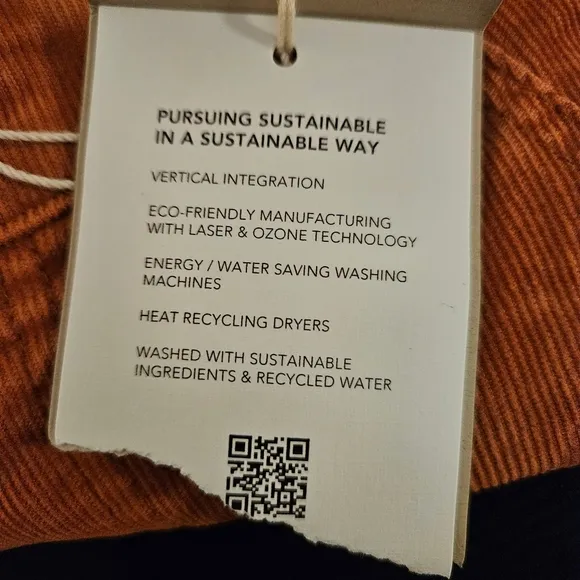 PURSUING SUSTAINABLE
IN A SUSTAINABLE WAY
VERTICAL INTEGRATION
ECO-FRIENDLY MANUFACTURING
WITH LASER & OZONE TECHNOLOGY
ENERGY / WATER SAVING WASHING
MACHINES
HEAT RECYCLING DRYERS
WASHED WITH SUSTAINABLE
INGREDIENTS & RECYCLED WATER